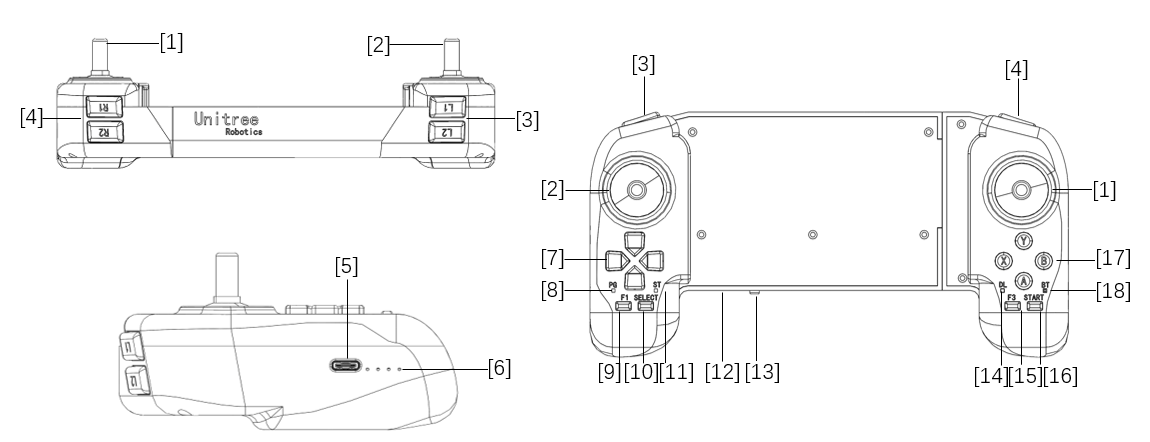 [1]
[2]
R1
R2
[4]
Unitree
Robotics
L1
L2
[3]
[5]
[6]
[3]
[4]
[2]
[1]
Y
X
B
A
[7]
[17]
[8]
PG
ST
DL
BT
[18]
F1 SELECT
F3 START
[9] [10] [11] [12] [13]
[14] [15] [16]